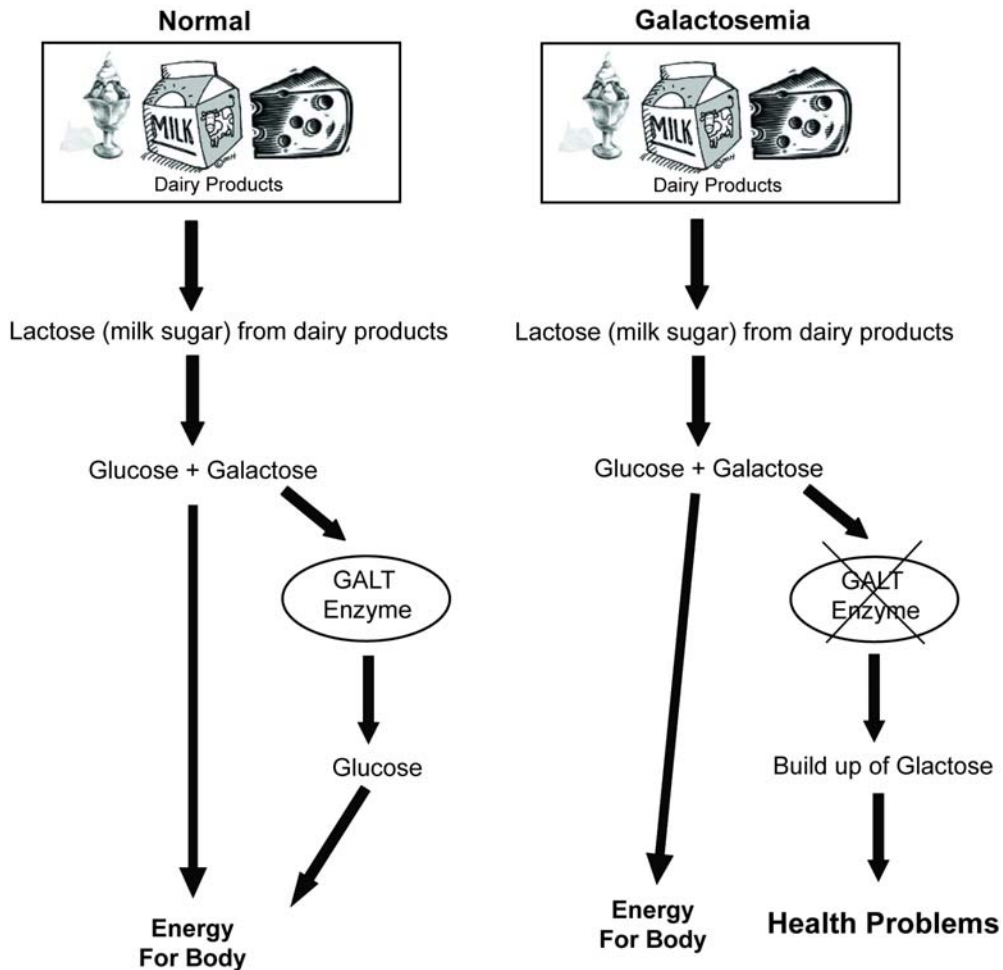 Normal
MILK
Dairy Products
Lactose (milk sugar) from dairy products
Glucose + Galactose
GALT
Enzyme
Glucose
Energy
For Body
Galactosemia
MILK
Dairy Products
Lactose (milk sugar) from dairy products
Glucose + Galactose
GALT
Enzyme
Build up of Glactose
Energy
For Body
Health Problems